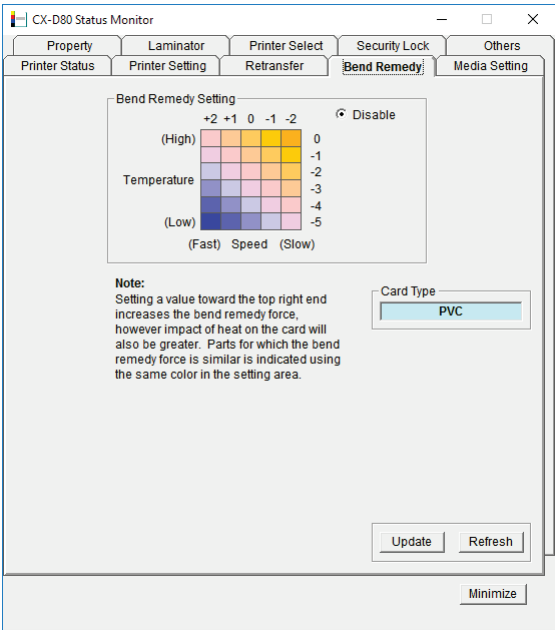 CX-D80 Status Monitor
Property Laminator Printer Select Security Lock Others
Printer Status Printer Setting Retransfer Bend Remedy Media Setting
Bend Remedy Setting
+2 +1 0 -1 -2
Disable
(High) 0
-1
-2
Temperature
-3
-4
(Low) -5
(Fast) Speed (Slow)
Note:
Setting a value toward the top right end
increases the bend remedy force,
however impact of heat on the card will
also be greater. Parts for which the bend
remedy force is similar is indicated using
the same color in the setting area.
Card Type
PVC
Update Refresh
Minimize